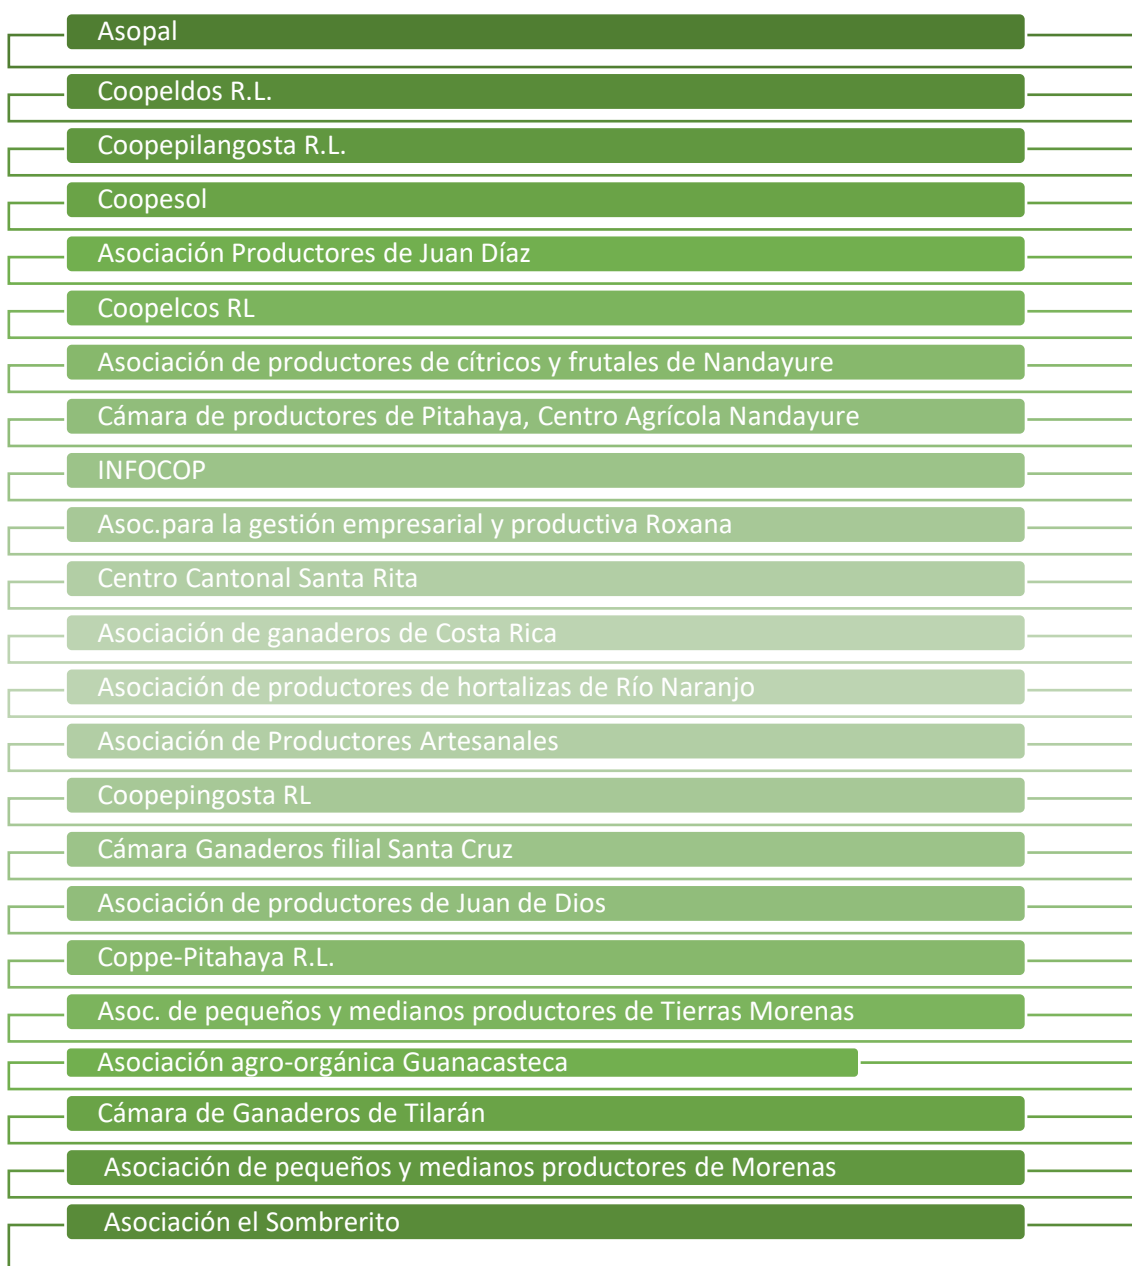 Asopal
Coopeldos R.L.
Coopepilangosta R.L.
Coopesol
Asociación Productores de Juan Díaz
Coopelcos RL
Asociación de productores de cítricos y frutales de Nandayure
Cámara de productores de Pitahaya, Centro Agrícola Nandayure
INFOCOP
Asoc.para la gestión empresarial y productiva Roxana
Centro Cantonal Santa Rita
Asociación de ganaderos de Costa Rica
Asociación de productores de hortalizas de Río Naranjo
Asociación de Productores Artesanales
Coopepingosta RL
Cámara Ganaderos filial Santa Cruz
Asociación de productores de Juan de Dios
Coppe-Pitahaya R.L.
Asoc. de pequeños y medianos productores de Tierras Morenas
Asociación agro-orgánica Guanacasteca
Cámara de Ganaderos de Tilarán
Asociación de pequeños y medianos productores de Morenas
Asociación el Sombrerito